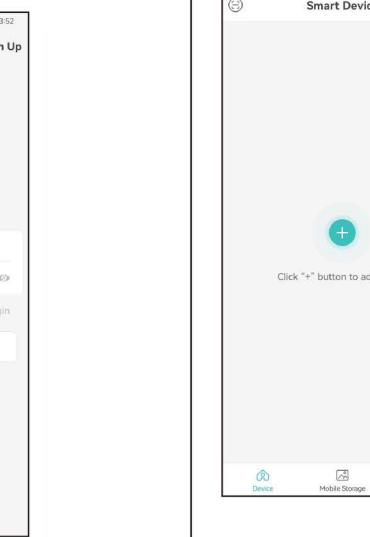 3:52
n Up
gin
Smart Devic
Click "+" button to ad
Device
Mobile Storage